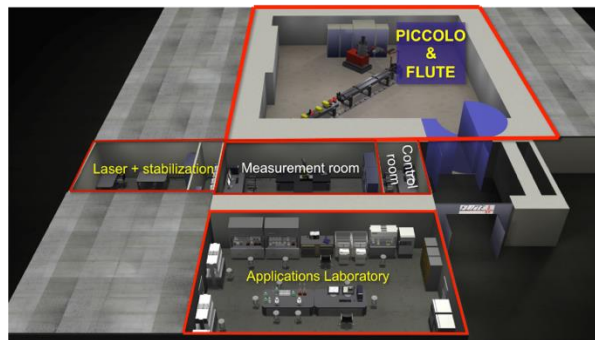 PICCOLO
&
FLUTE
Laser + stabilization
Measurement room
Control
room
Applications Laboratory